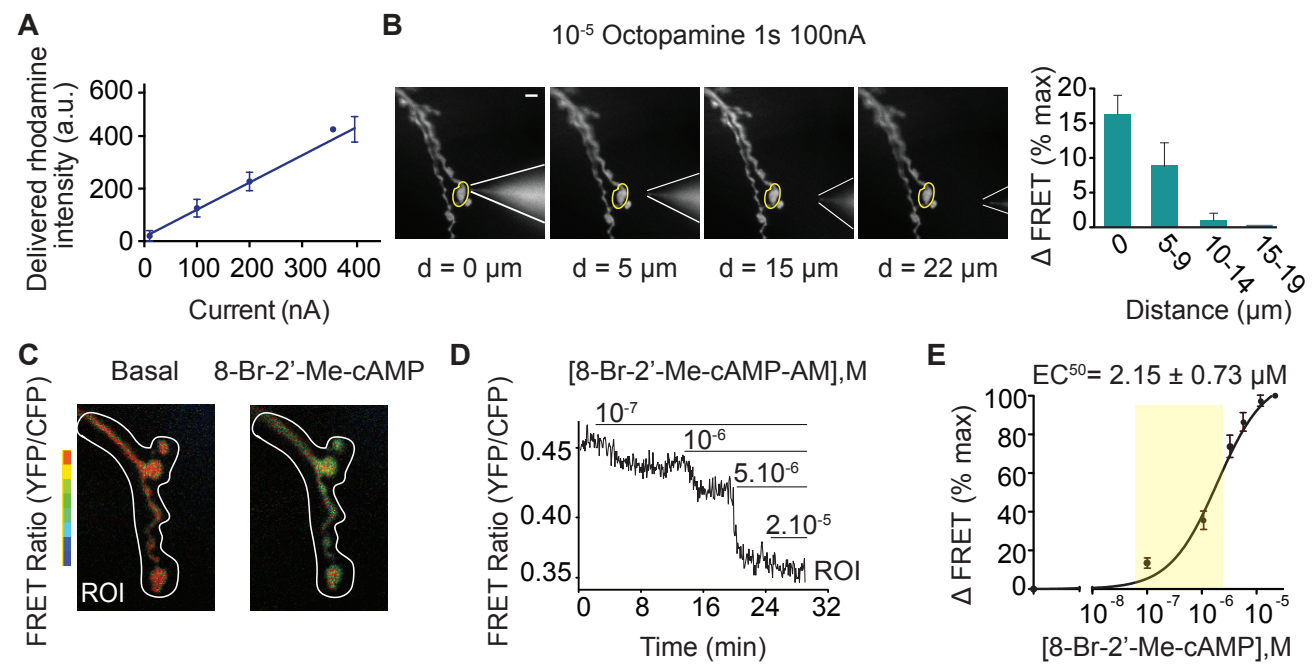 A
Delivered rhodamine
intensity (a.u.)
600
400
200
0
0 100 200 300 400
Current (nA)
B
10⁻⁵ Octopamine 1s 100nA
d = 0 µm
d = 5 µm
d = 15 µm
d = 22 µm
Δ FRET (% max)
20
15
10
5
0
0
5-9
10-14
15-19
Distance (µm)
C
Basal
8-Br-2’-Me-cAMP
FRET Ratio (YFP/CFP)
ROI
D
[8-Br-2’-Me-cAMP-AM],M
FRET Ratio (YFP/CFP)
10⁻⁷
10⁻⁶
5.10⁻⁶
2.10⁻⁵
0.45
0.40
0.35
ROI
0 8 16 24 32
Time (min)
E
EC⁵⁰= 2.15 ± 0.73 µM
Δ FRET (% max)
100
80
60
40
20
0
10⁻⁸ 10⁻⁷ 10⁻⁶ 10⁻⁵
[8-Br-2’-Me-cAMP],M